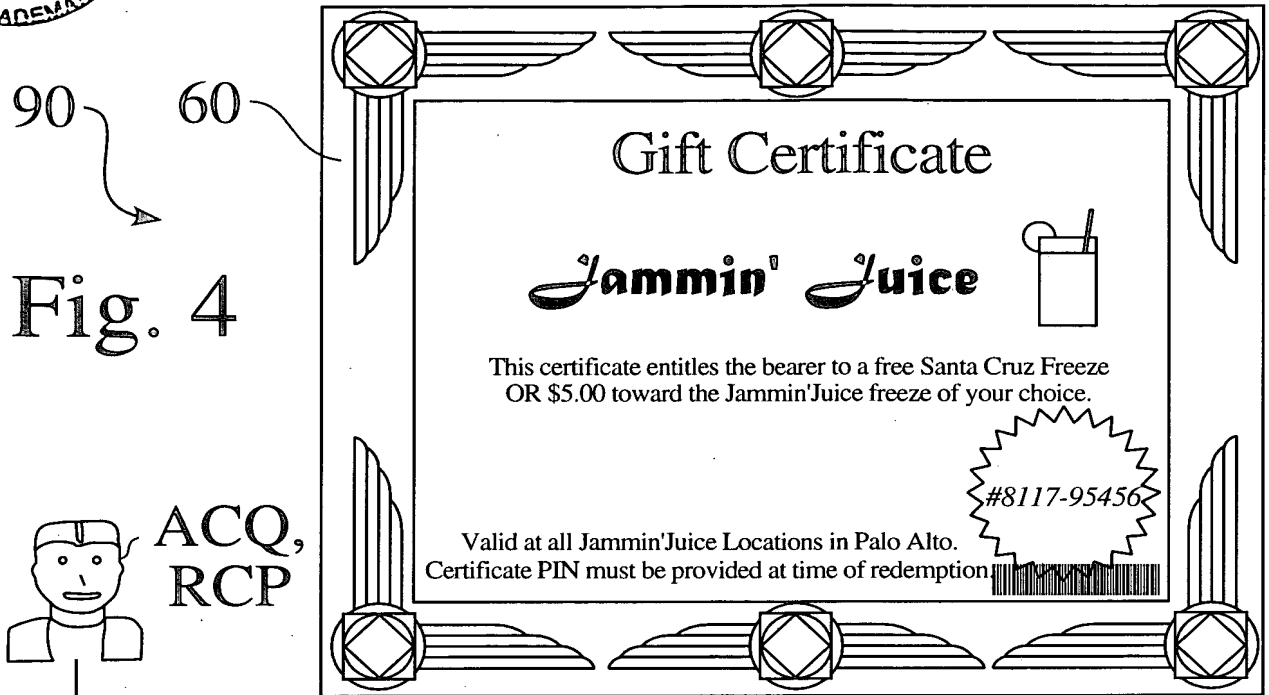 90
60
Fig. 4
Gift Certificate
Jammin' Juice
This certificate entitles the bearer to a free Santa Cruz Freeze
OR $5.00 toward the Jammin'Juice freeze of your choice.
#8117-95456
ACQ,
RCP
Valid at all Jammin'Juice Locations in Palo Alto.
Certificate PIN must be provided at time of redemption.